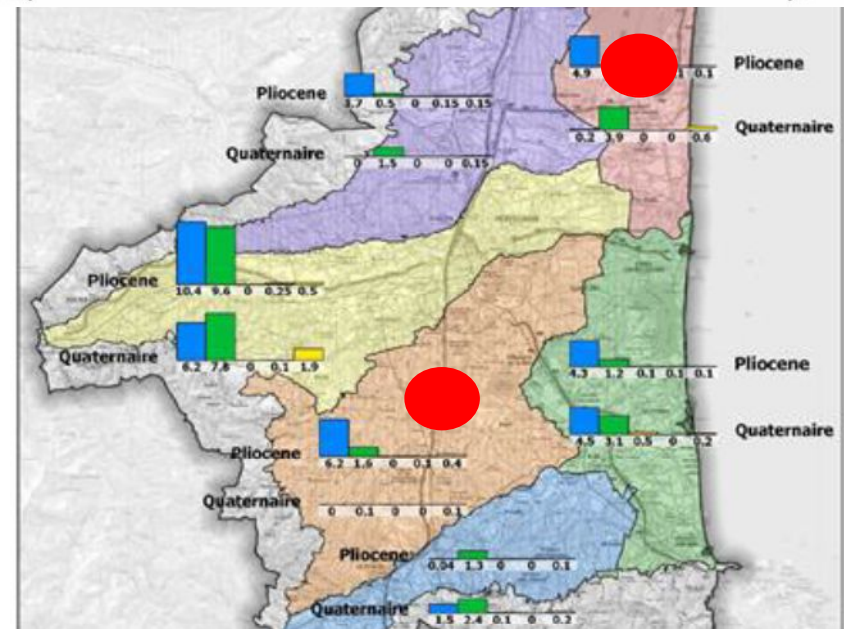 Pliocene
4.9 1 0.1
Pliocene
3.7 0.5 0 0.15 0.15
Quaternaire
0.2 3.9 0 0 0.6
Quaternaire
0 1.5 0 0 0.15
Pliocene
10.4 9.6 0 0.25 0.5
Quaternaire
6.2 7.8 0 0.1 1.9
Pliocene
4.3 1.2 0.1 0.1 0.1
Quaternaire
4.5 3.1 0.5 0 0.2
Pliocene
6.2 1.6 0 0.1 0.4
Quaternaire
0 0.1 0 0 0.1
Pliocene
0.04 1.3 0 0 0.1
Quaternaire
1.5 2.4 0.1 0 0.2